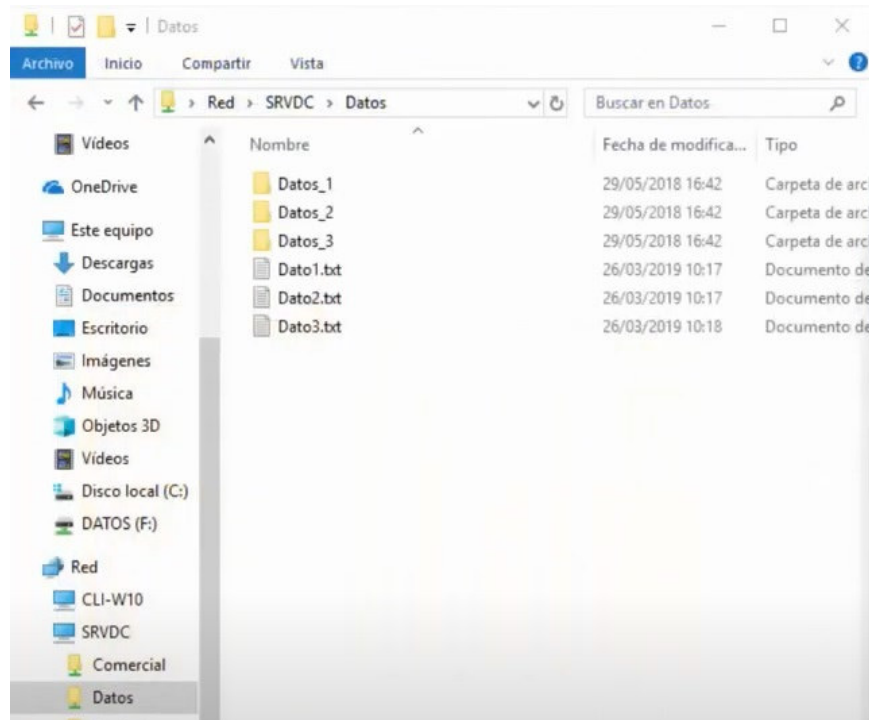 Datos
Archivo Inicio Compartir Vista
Red > SRVDC > Datos Buscar en Datos
Nombre Fecha de modifica... Tipo
Vídeos
OneDrive
Este equipo
Descargas
Documentos
Escritorio
Imágenes
Música
Objetos 3D
Vídeos
Disco local (C:)
DATOS (F:)
Red
CLI-W10
SRVDC
Comercial
Datos
Datos_1 29/05/2018 16:42 Carpeta de arc
Datos_2 29/05/2018 16:42 Carpeta de arc
Datos_3 29/05/2018 16:42 Carpeta de arc
Dato1.txt 26/03/2019 10:17 Documento de
Dato2.txt 26/03/2019 10:17 Documento de
Dato3.txt 26/03/2019 10:18 Documento de